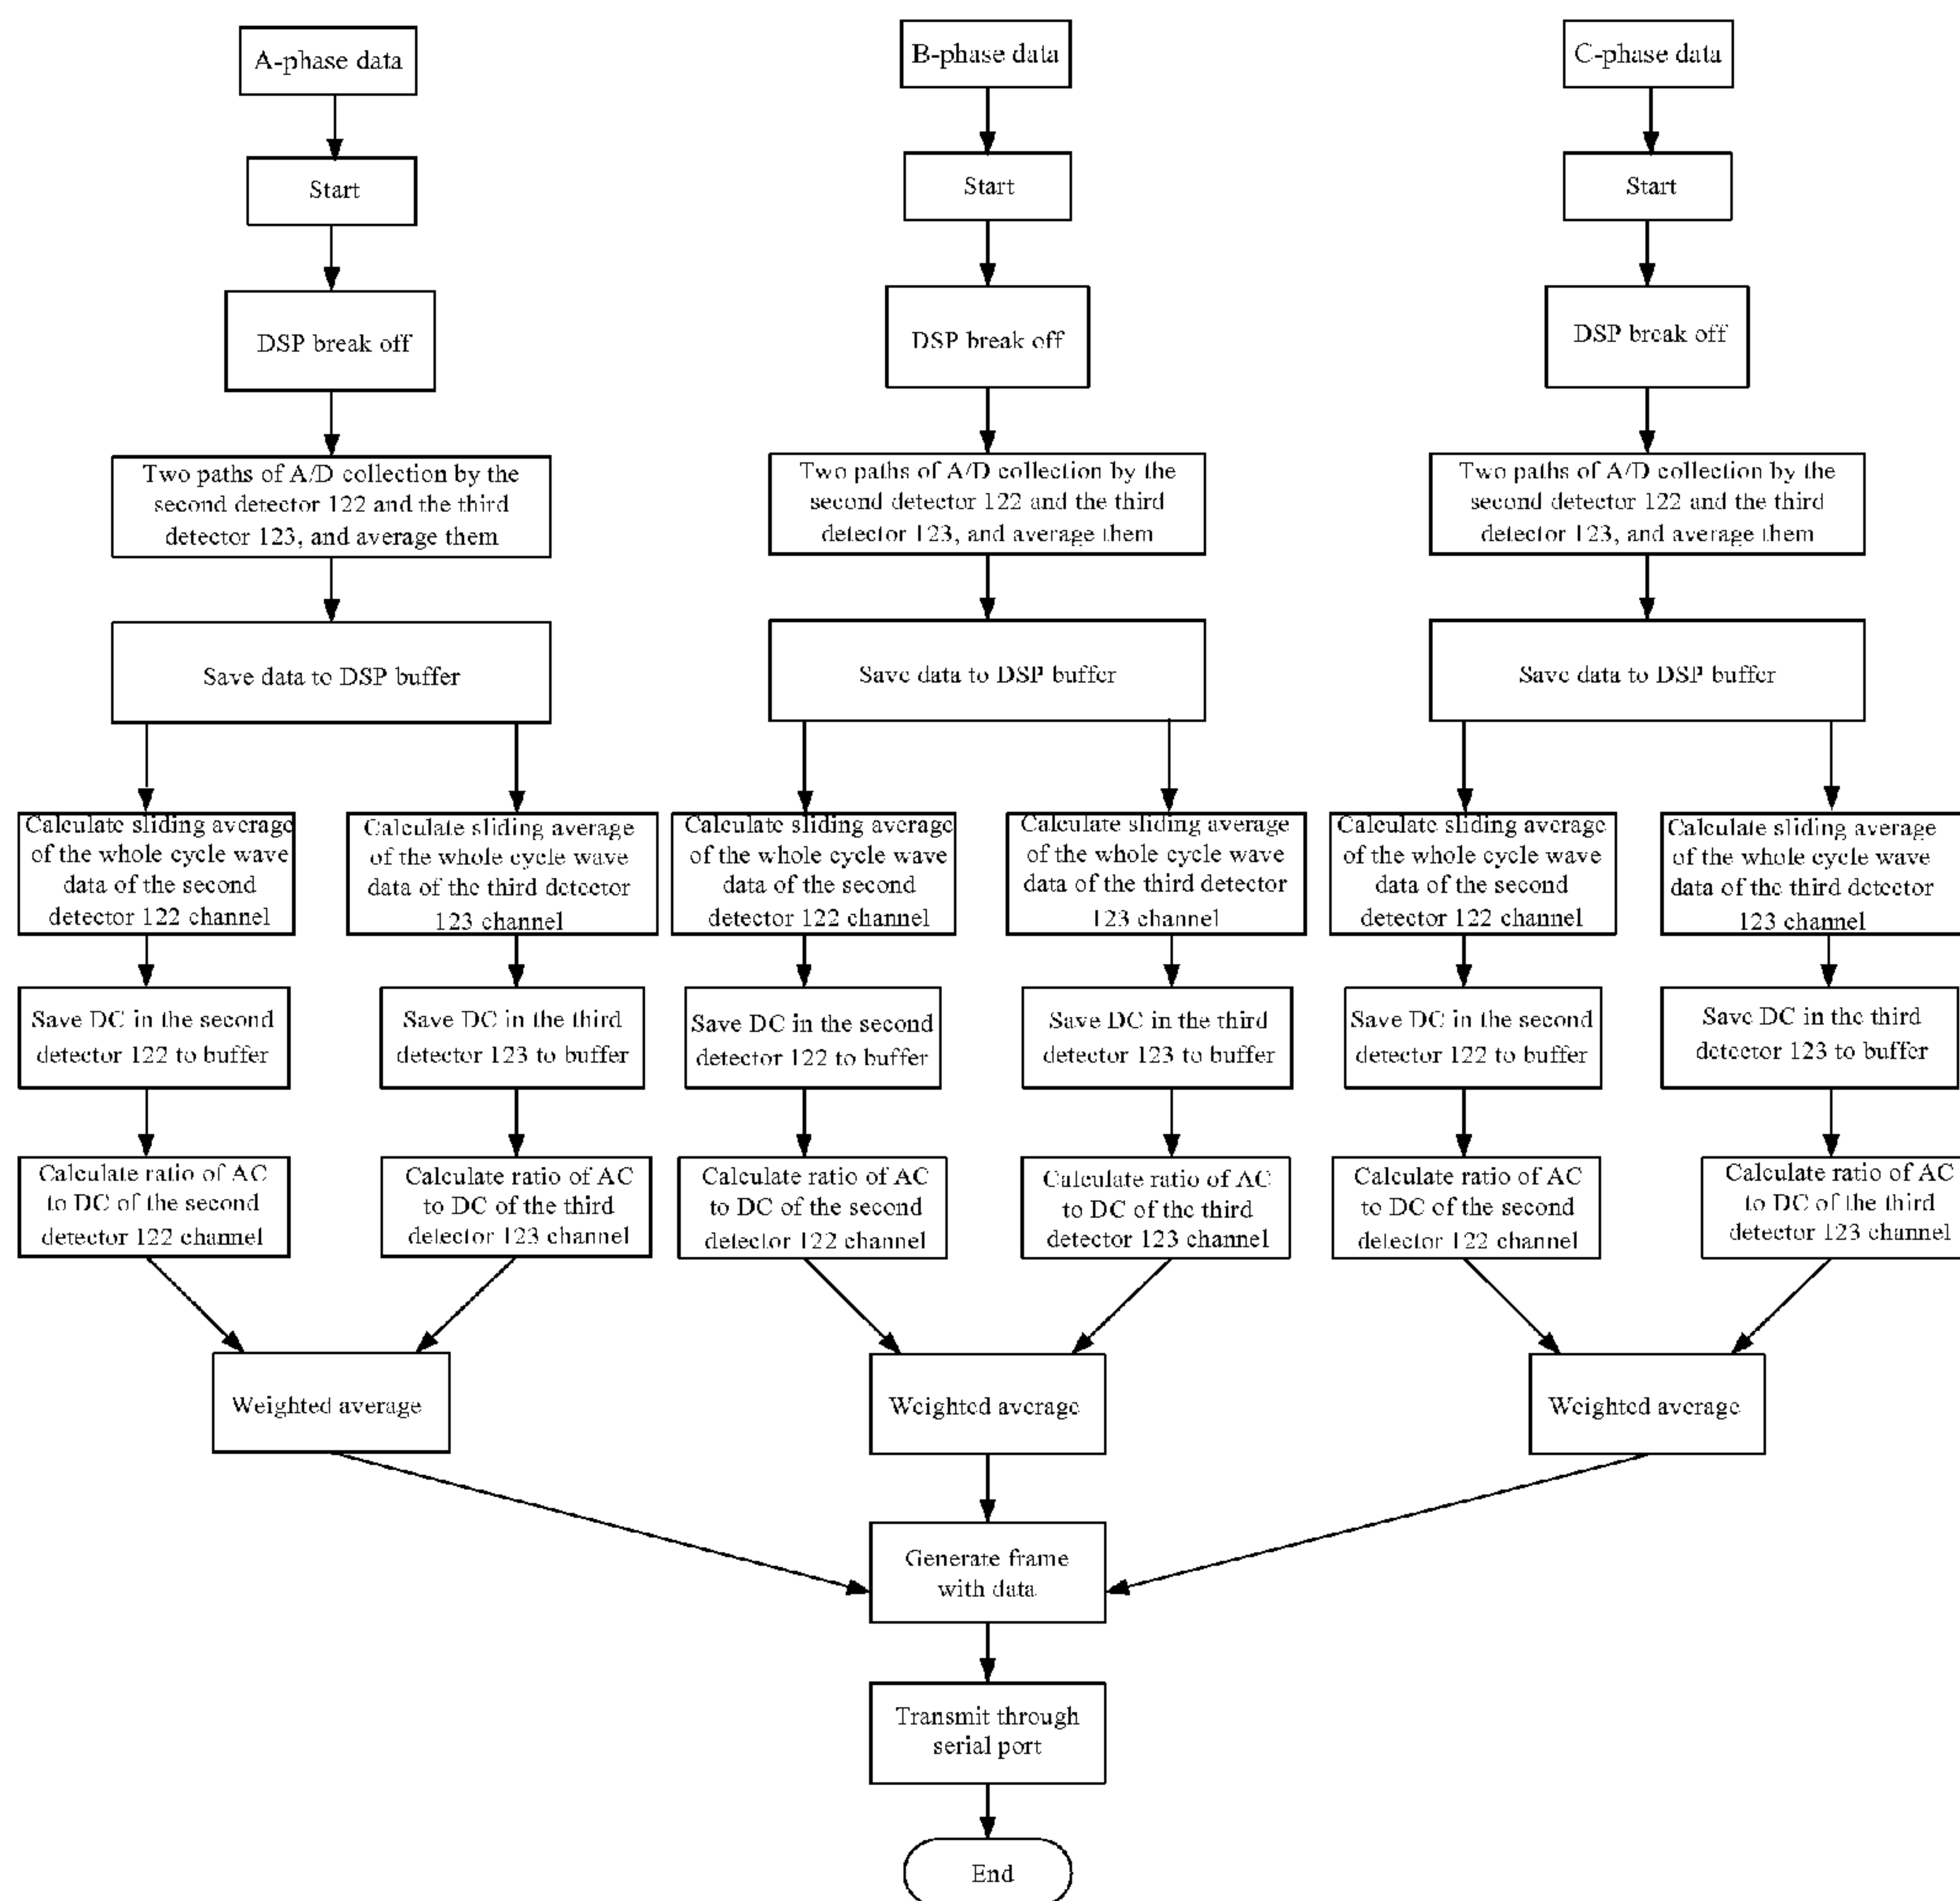 A-phase data
Start
DSP break off
Two paths of A/D collection by the
second detector 122 and the third
detector 123, and average them
Save data to DSP buffer
Calculate sliding average
of the whole cycle wave
data of the second
detector 122 channel
Calculate sliding average
of the whole cycle wave
data of the third detector
123 channel
Save DC in the second
detector 122 to buffer
Save DC in the third
detector 123 to buffer
Calculate ratio of AC
to DC of the second
detector 122 channel
Calculate ratio of AC
to DC of the third
detector 123 channel
Weighted average
B-phase data
Start
DSP break off
Two paths of A/D collection by the
second detector 122 and the third
detector 123, and average them
Save data to DSP buffer
Calculate sliding average
of the whole cycle wave
data of the second
detector 122 channel
Calculate sliding average
of the whole cycle wave
data of the third detector
123 channel
Save DC in the second
detector 122 to buffer
Save DC in the third
detector 123 to buffer
Calculate ratio of AC
to DC of the second
detector 122 channel
Calculate ratio of AC
to DC of the third
detector 123 channel
Weighted average
C-phase data
Start
DSP break off
Two paths of A/D collection by the
second detector 122 and the third
detector 123, and average them
Save data to DSP buffer
Calculate sliding average
of the whole cycle wave
data of the second
detector 122 channel
Calculate sliding average
of the whole cycle wave
data of the third detector
123 channel
Save DC in the second
detector 122 to buffer
Save DC in the third
detector 123 to buffer
Calculate ratio of AC
to DC of the second
detector 122 channel
Calculate ratio of AC
to DC of the third
detector 123 channel
Weighted average
Generate frame
with data
Transmit through
serial port
End